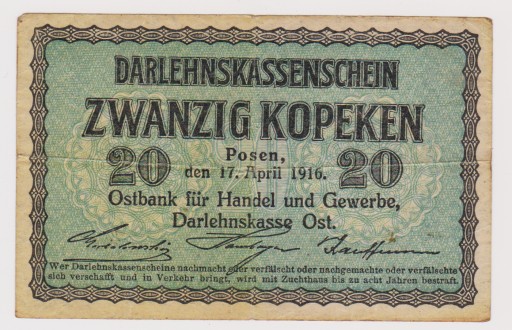 DARLEHNSKASSENSCHEIN
ZWANZIG KOPEKEN
20 Posen, 20
den 17. April 1916.
Ostbank für Handel und Gewerbe,
Darlehnskasse Ost.
Kauffmann
Wer Darlehnskassenscheine nachmacht oder verfälscht oder nachgemachte oder verfälschte
sich verschafft und in Verkehr bringt, wird mit Zuchthaus bis zu acht Jahren bestraft.